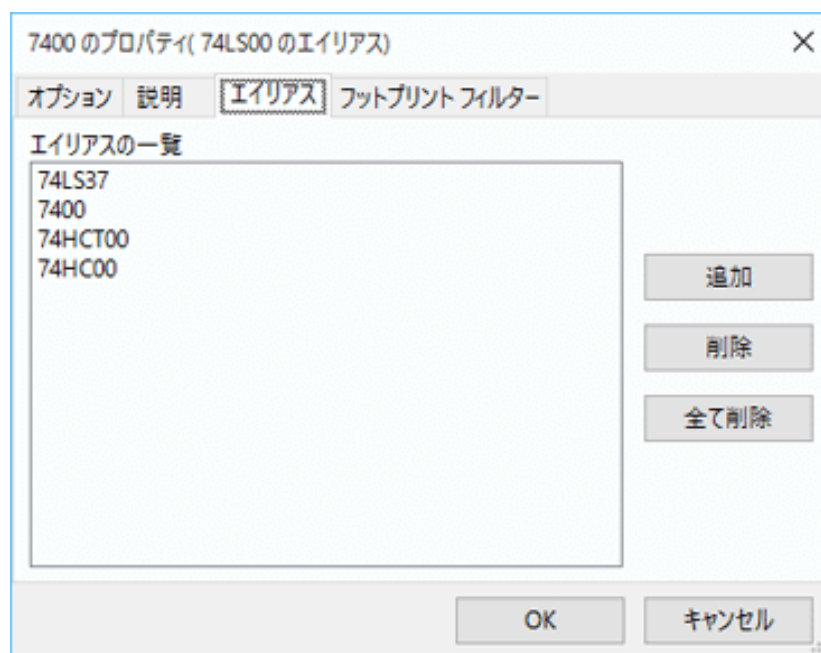 7400 のプロパティ( 74LS00 のエイリアス)
オプション 説明 エイリアス フットプリント フィルター
エイリアスの一覧
74LS37
7400
74HCT00
74HC00
追加
削除
全て削除
OK キャンセル